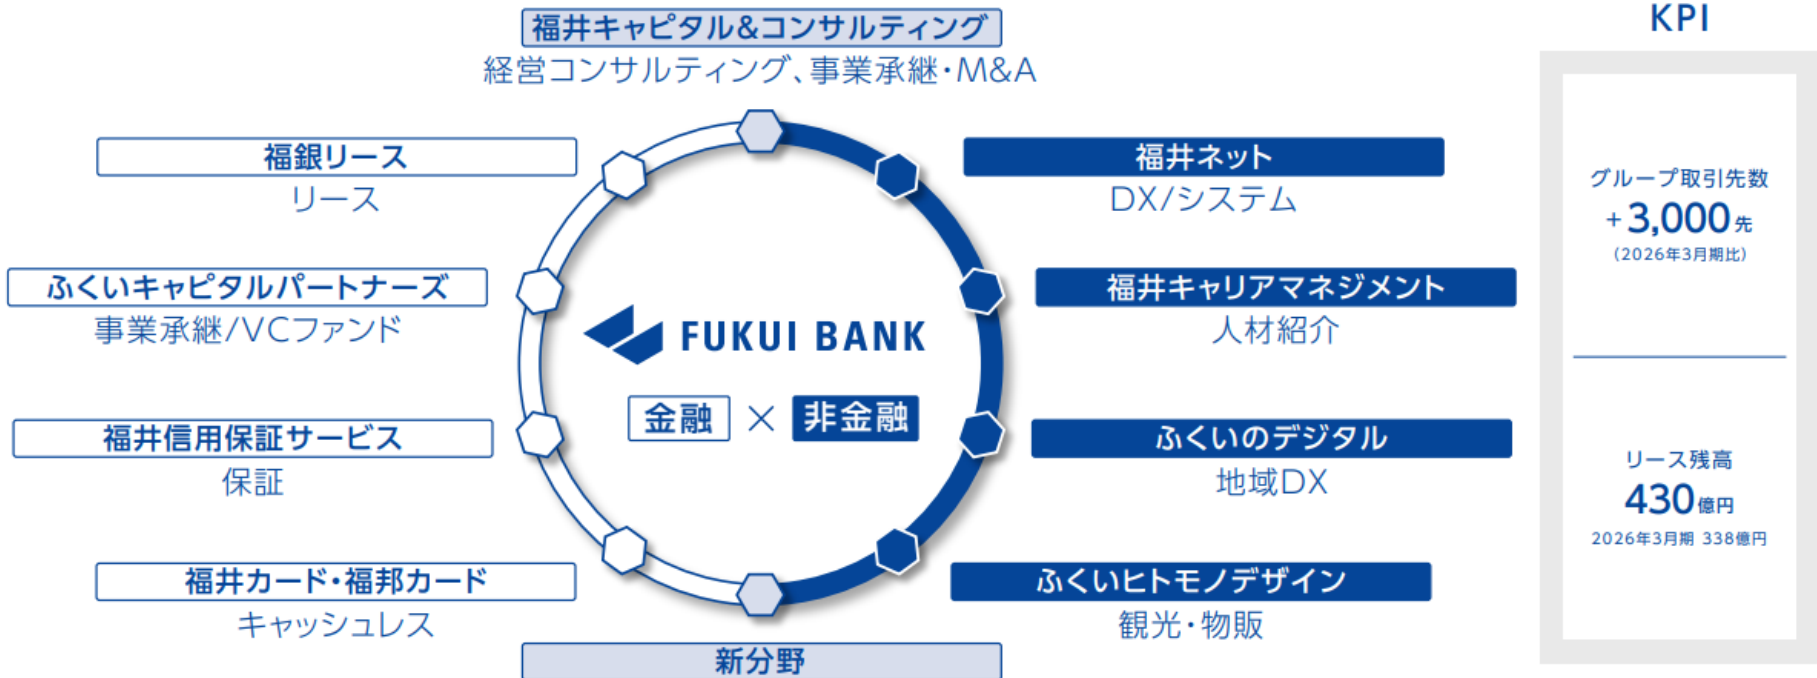 福井キャピタル&コンサルティング
経営コンサルティング、事業承継・M&A
福銀リース
リース
ふくいキャピタルパートナーズ
事業承継/VCファンド
福井信用保証サービス
保証
福井カード・福邦カード
キャッシュレス
FUKUI BANK
金融 × 非金融
福井ネット
DX/システム
福井キャリアマネジメント
人材紹介
ふくいのデジタル
地域DX
ふくいヒトモノデザイン
観光・物販
新分野
KPI
グループ取引先数
+3,000先
(2026年3月期比)
リース残高
430億円
2026年3月期 338億円